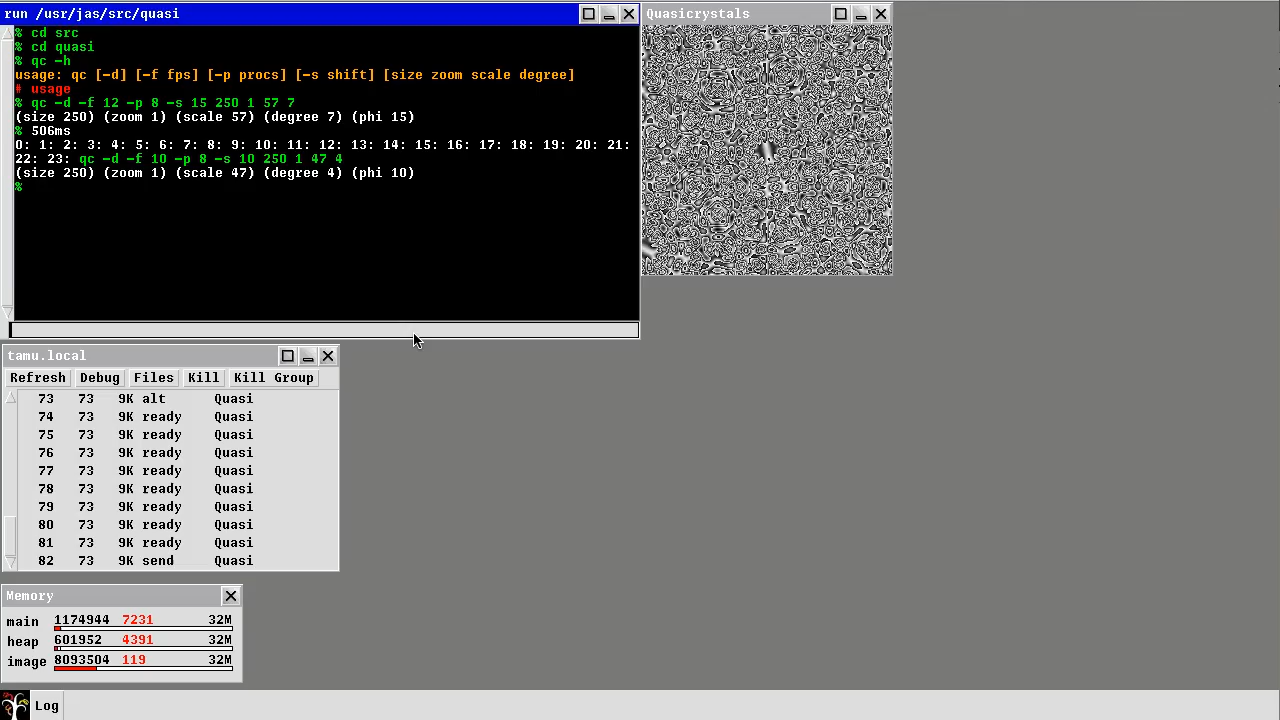 run /usr/jas/src/quasi
% cd src
% cd quasi
% qc -h
usage: qc [-d] [-f fps] [-p procs] [-s shift] [size zoom scale degree]
# usage
% qc -d -f 12 -p 8 -s 15 250 1 57 7
(size 250) (zoom 1) (scale 57) (degree 7) (phi 15)
% 506ms
0: 1: 2: 3: 4: 5: 6: 7: 8: 9: 10: 11: 12: 13: 14: 15: 16: 17: 18: 19: 20: 21:
22: 23: qc -d -f 10 -p 8 -s 10 250 1 47 4
(size 250) (zoom 1) (scale 47) (degree 4) (phi 10)
%
Quasicrystals
tamu.local
Refresh Debug Files Kill Kill Group
73 73 9K alt Quasi
74 73 9K ready Quasi
75 73 9K ready Quasi
76 73 9K ready Quasi
77 73 9K ready Quasi
78 73 9K ready Quasi
79 73 9K ready Quasi
80 73 9K ready Quasi
81 73 9K ready Quasi
82 73 9K send Quasi
Memory
main 1174944 7231 32M
heap 601952 4391 32M
image 8093504 119 32M
Log